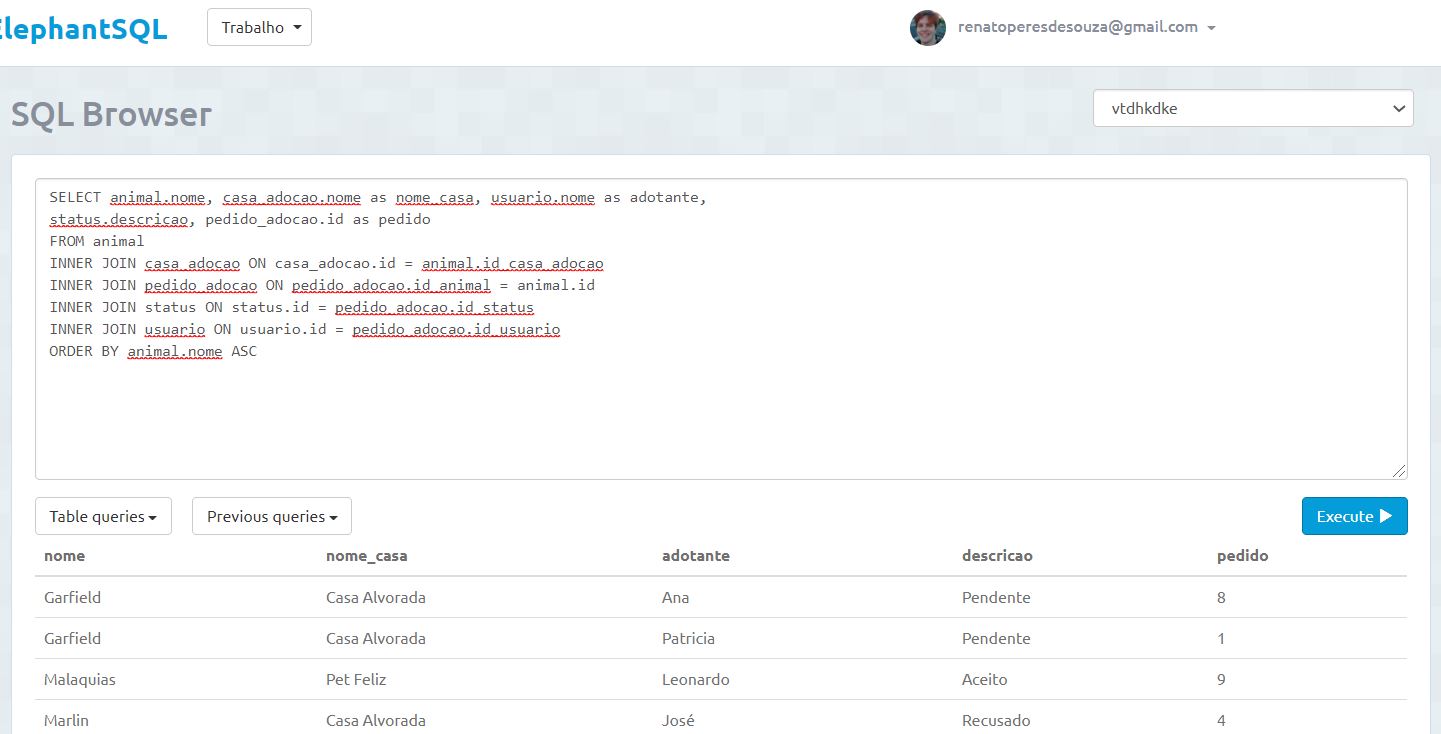 ElephantSQL
Trabalho
renatoperesdesouza@gmail.com
SQL Browser
vtdhkdke
SELECT animal.nome, casa_adocao.nome as nome_casa, usuario.nome as adotante,
status.descricao, pedido_adocao.id as pedido
FROM animal
INNER JOIN casa_adocao ON casa_adocao.id = animal.id_casa_adocao
INNER JOIN pedido_adocao ON pedido_adocao.id_animal = animal.id
INNER JOIN status ON status.id = pedido_adocao.id_status
INNER JOIN usuario ON usuario.id = pedido_adocao.id_usuario
ORDER BY animal.nome ASC
Table queries Previous queries Execute
nome nome_casa adotante descricao pedido
Garfield Casa Alvorada Ana Pendente 8
Garfield Casa Alvorada Patricia Pendente 1
Malaquias Pet Feliz Leonardo Aceito 9
Marlin Casa Alvorada José Recusado 4